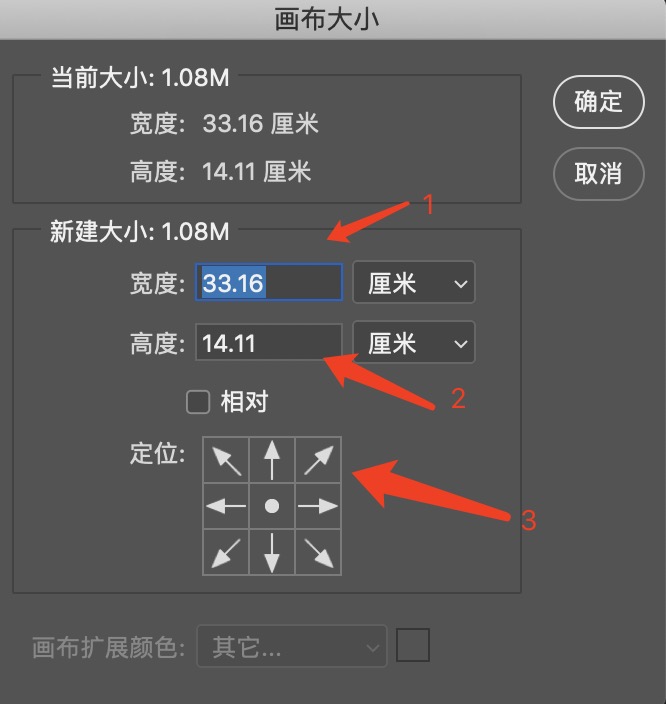 画布大小
当前大小: 1.08M
确定
宽度: 33.16 厘米
高度: 14.11 厘米
取消
1
新建大小: 1.08M
宽度: 33.16 厘米
高度: 14.11 厘米
2
相对
定位:
3
画布扩展颜色: 其它...